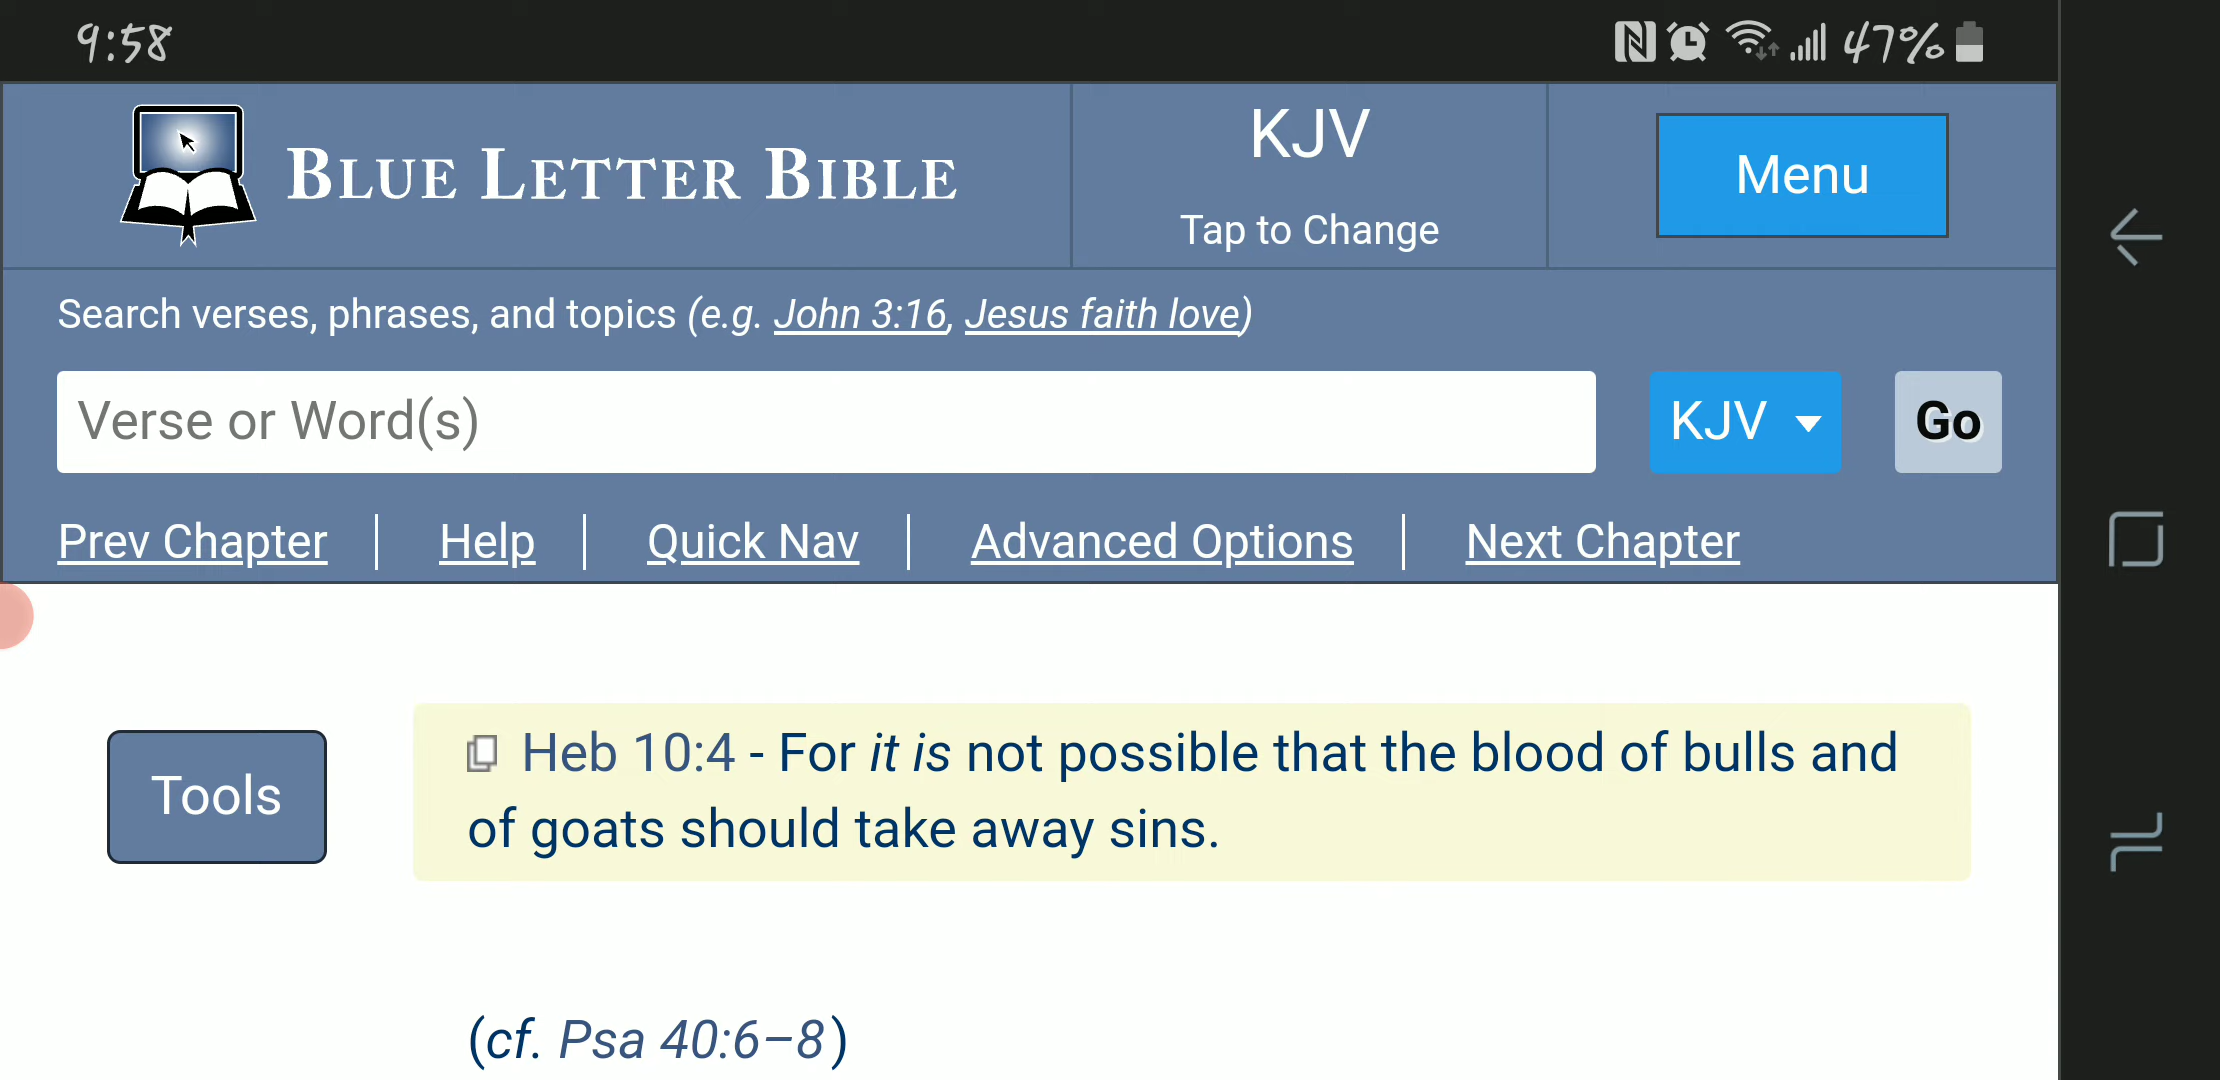 9:58 47%
BLUE LETTER BIBLE
KJV
Tap to Change
Menu
Search verses, phrases, and topics (e.g. John 3:16, Jesus faith love)
Verse or Word(s) KJV Go
Prev Chapter | Help | Quick Nav | Advanced Options | Next Chapter
Tools
Heb 10:4 - For it is not possible that the blood of bulls and
of goats should take away sins.
(cf. Psa 40:6–8)